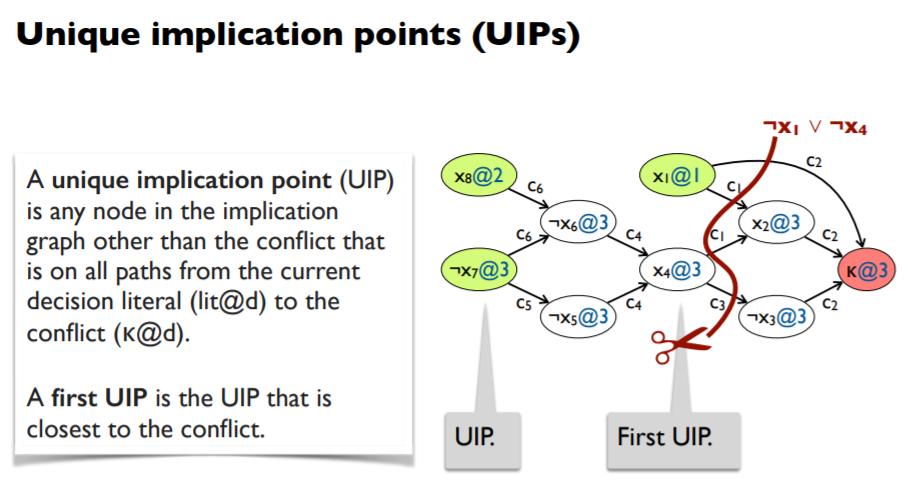 Unique implication points (UIPs)
A unique implication point (UIP)
is any node in the implication
graph other than the conflict that
is on all paths from the current
decision literal (lit@d) to the
conflict (κ@d).
A first UIP is the UIP that is
closest to the conflict.
¬x₁ ∨ ¬x₄
c₂
x₈@2
x₁@1
c₆
c₁
¬x₆@3
x₂@3
c₆
c₄
c₁
c₂
¬x₇@3
x₄@3
κ@3
c₅
c₄
c₃
c₂
¬x₅@3
¬x₃@3
UIP.
First UIP.